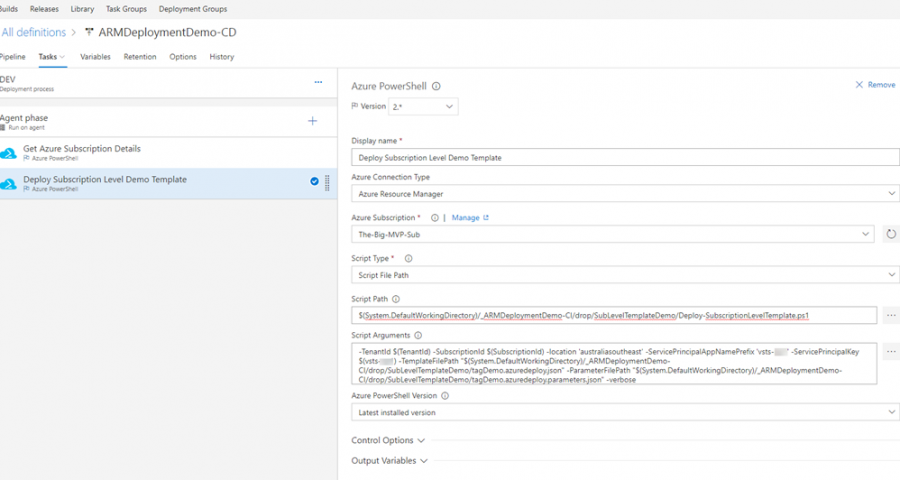 Builds Releases Library Task Groups Deployment Groups
All definitions > ARMDeploymentDemo-CD
Pipeline Tasks Variables Retention Options History
DEV
Deployment process
...
Agent phase
Run on agent
+
Get Azure Subscription Details
Azure PowerShell
Deploy Subscription Level Demo Template
Azure PowerShell
Azure PowerShell
Remove
Version 2.*
Display name *
Deploy Subscription Level Demo Template
Azure Connection Type
Azure Resource Manager
Azure Subscription * | Manage
The-Big-MVP-Sub
Script Type *
Script File Path
Script Path
$(System.DefaultWorkingDirectory)/_ARMDeploymentDemo-CI/drop/SubLevelTemplateDemo/Deploy-SubscriptionLevelTemplate.ps1
...
Script Arguments
-TenantId $(TenantId) -SubscriptionId $(SubscriptionId) -location 'australiasoutheast' -ServicePrincipalAppNamePrefix 'vsts- ' -ServicePrincipalKey
$(vsts- ) -TemplateFilePath "$(System.DefaultWorkingDirectory)/_ARMDeploymentDemo-
CI/drop/SubLevelTemplateDemo/tagDemo.azuredeploy.json" -ParameterFilePath "$(System.DefaultWorkingDirectory)/_ARMDeploymentDemo-
CI/drop/SubLevelTemplateDemo/tagDemo.azuredeploy.parameters.json" -verbose
...
Azure PowerShell Version
Latest installed version
Control Options
Output Variables